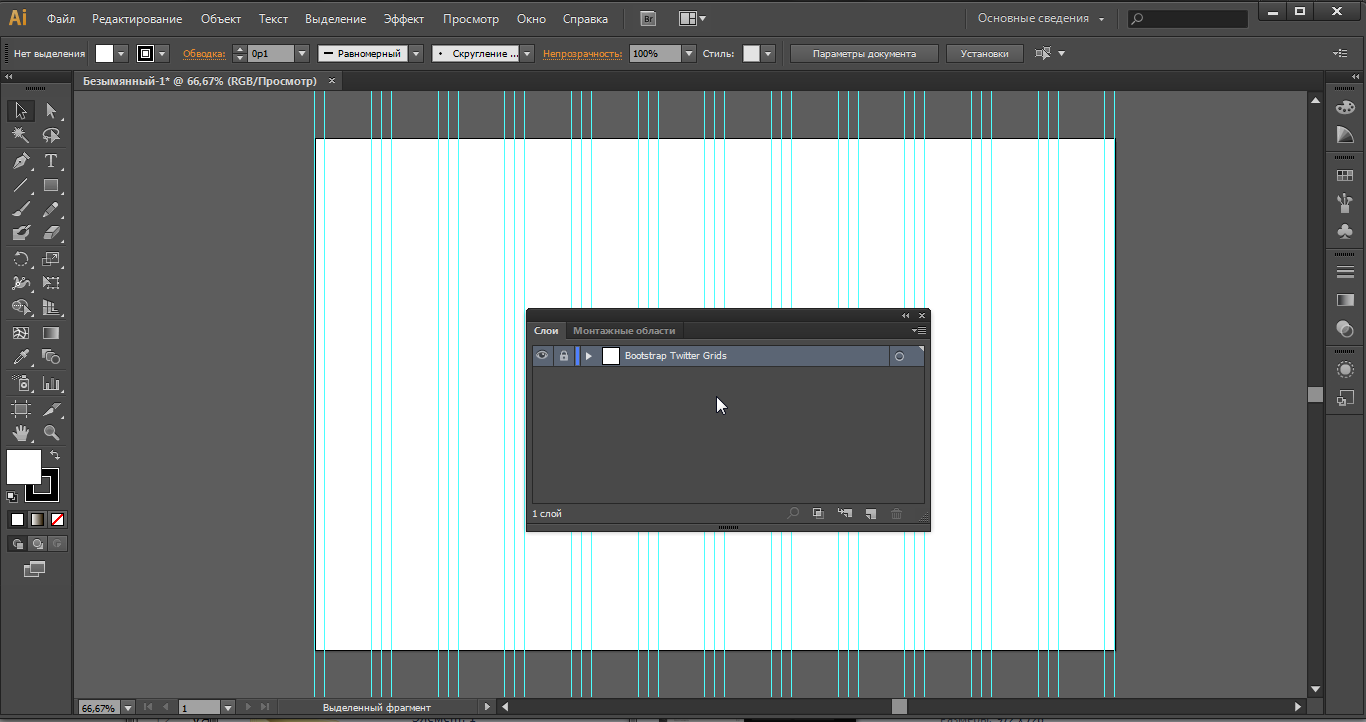 Ai Файл Редактирование Объект Текст Выделение Эффект Просмотр Окно Справка Br Основные сведения
Нет выделения Обводка: 0p1 Равномерный Скругление ... Непрозрачность: 100% Стиль: Параметры документа Установки
Безымянный-1* @ 66,67% (RGB/Просмотр) ×
T
Слои Монтажные области
Bootstrap Twitter Grids
1 слой
66,67% 1 Выделенный фрагмент